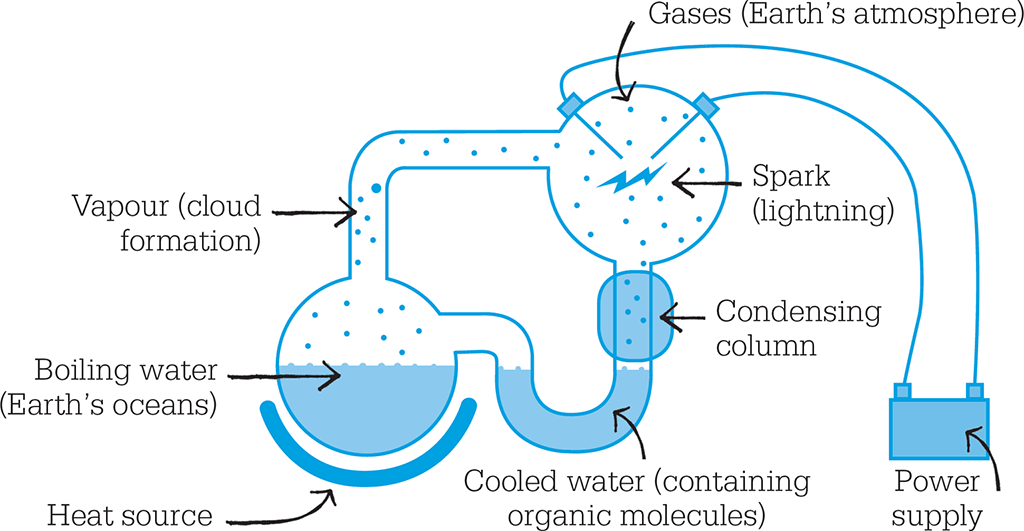 Gases (Earth’s atmosphere)
Vapour (cloud
formation)
Spark
(lightning)
Condensing
column
Boiling water
(Earth’s oceans)
Cooled water (containing
organic molecules)
Power
supply
Heat source